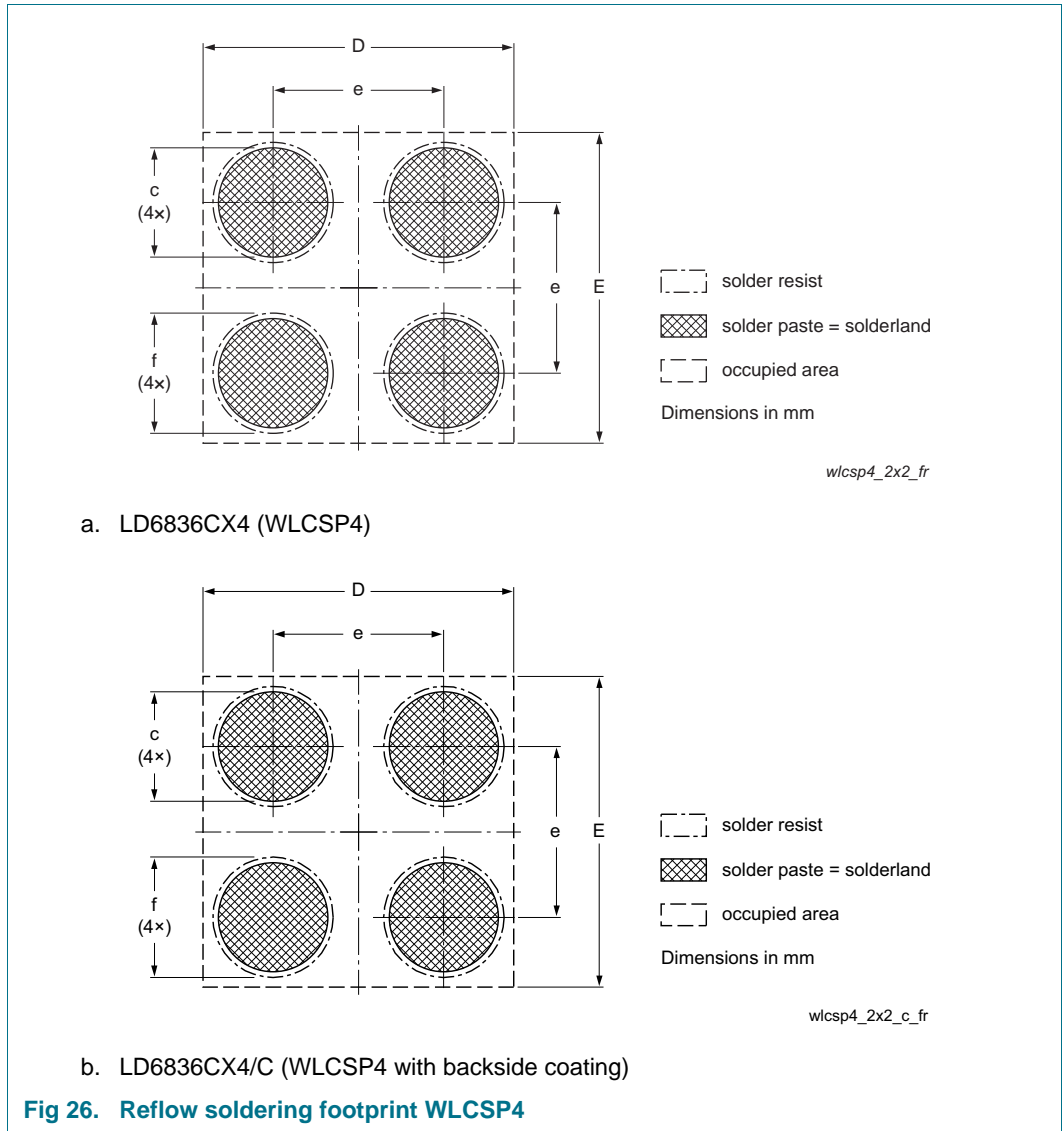 D
e
c
(4×)
e
E
f
(4×)
solder resist
solder paste = solderland
occupied area
Dimensions in mm
wlcsp4_2x2_fr
a. LD6836CX4 (WLCSP4)
D
e
c
(4×)
e
E
f
(4×)
solder resist
solder paste = solderland
occupied area
Dimensions in mm
wlcsp4_2x2_c_fr
b. LD6836CX4/C (WLCSP4 with backside coating)
Fig 26. Reflow soldering footprint WLCSP4